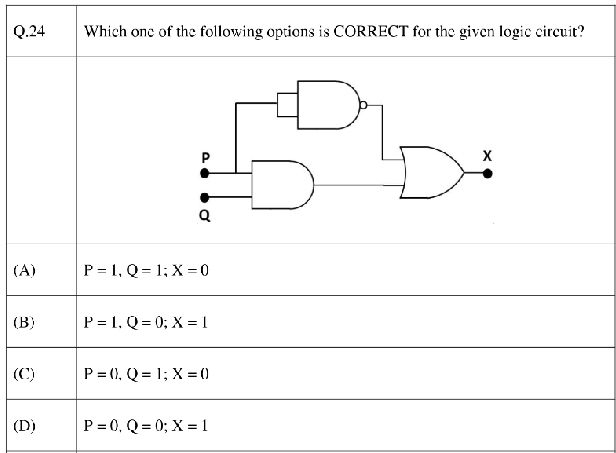 Q.24 Which one of the following options is CORRECT for the given logic circuit?
P
Q
X
(A) P = 1, Q = 1; X = 0
(B) P = 1, Q = 0; X = 1
(C) P = 0, Q = 1; X = 0
(D) P = 0, Q = 0; X = 1